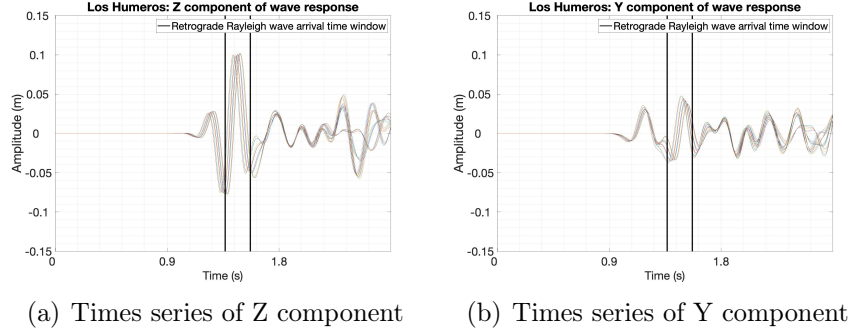 Los Humeros: Z component of wave response
Retrograde Rayleigh wave arrival time window
0.15
0.1
0.05
0
-0.05
-0.1
-0.15
Amplitude (m)
0 0.9 1.8
Time (s)
(a) Times series of Z component
Los Humeros: Y component of wave response
Retrograde Rayleigh wave arrival time window
0.15
0.1
0.05
0
-0.05
-0.1
-0.15
Amplitude (m)
0 0.9 1.8
Time (s)
(b) Times series of Y component